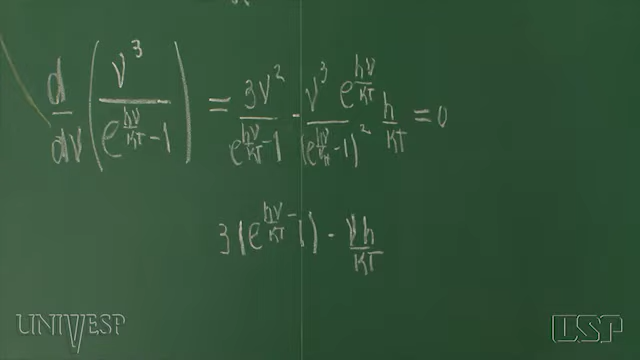 d/dν ( ν³ / (e^{hν/KT} - 1) ) = 3ν² / (e^{hν/KT} - 1) - ν³ e^{hν/KT} / (e^{hν/KT} - 1)² h/KT = 0
3(e^{hν/KT} - 1) - νh/KT
UNIVESP
USP